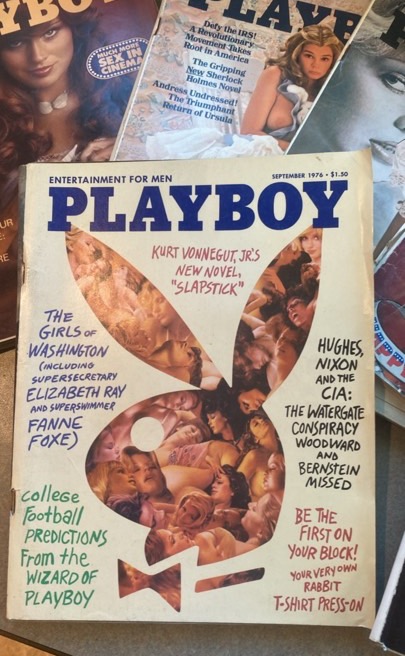 PLAYB
Defy the IRS!
A Revolutionary
Movement Takes
Root in America
The Gripping
New Sherlock
Holmes Novel
Andress Undressed!
The Triumphant
Return of Ursula
MUCH MORE
SEX IN
CINEMA
ENTERTAINMENT FOR MEN
SEPTEMBER 1976 • $1.50
PLAYBOY
KURT VONNEGUT, JR'S
NEW NOVEL,
"SLAPSTICK"
THE
GIRLS OF
WASHINGTON
(INCLUDING
SUPERSECRETARY
ELIZABETH RAY
AND SUPERSWIMMER
FANNE
FOXE)
HUGHES,
NIXON
AND THE
CIA:
THE WATERGATE
CONSPIRACY
WOODWARD
AND
BERNSTEIN
MISSED
College
Football
PREDICTIONS
From the
WIZARD OF
PLAYBOY
BE THE
FIRST ON
YOUR BLOCK!
YOUR VERY OWN
RABBIT
T-SHIRT PRESS-ON